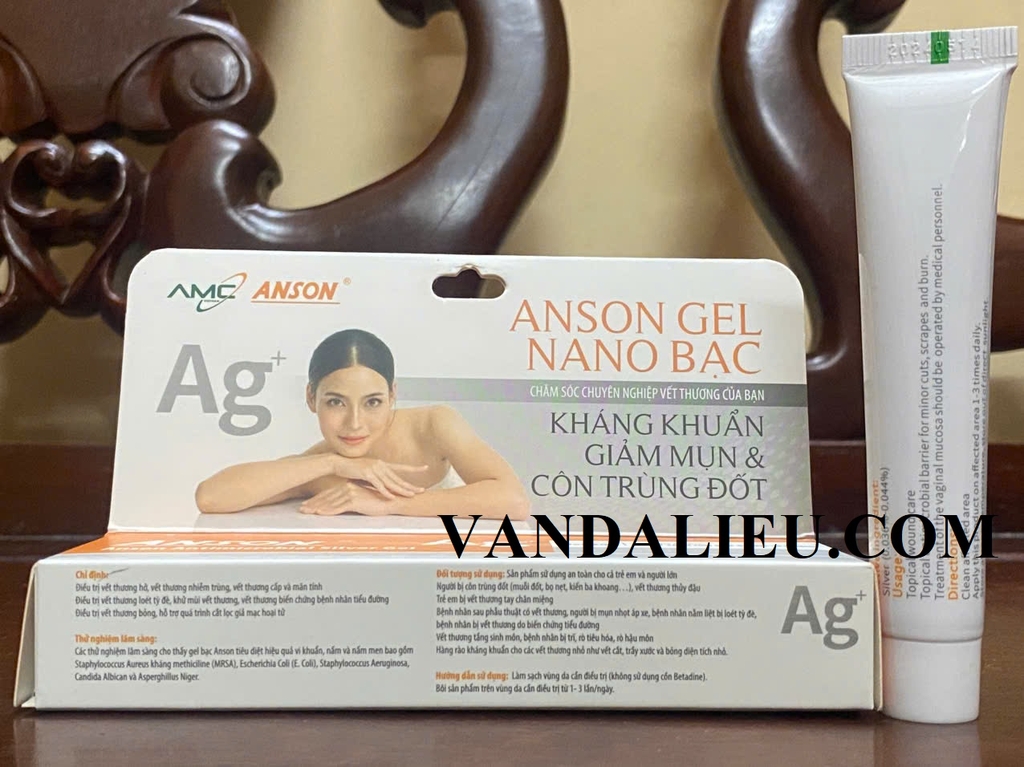 AMC ANSON®
Ag+
ANSON GEL
NANO BẠC
CHĂM SÓC CHUYÊN NGHIỆP VẾT THƯƠNG CỦA BẠN
KHÁNG KHUẨN
GIẢM MỤN &
CÔN TRÙNG ĐỐT
VANDALIEU.COM
Chỉ định:
Điều trị vết thương hở, vết thương nhiễm trùng, vết thương cấp và mãn tính
Điều trị vết thương loét tỳ đè, khử mùi vết thương, vết thương biến chứng bệnh nhân tiểu đường
Điều trị vết thương bỏng, hỗ trợ quá trình cắt lọc giả mạc hoại tử
Thử nghiệm lâm sàng:
Các thử nghiệm lâm sàng cho thấy gel bạc Anson tiêu diệt hiệu quả vi khuẩn, nấm và nấm men bao gồm
Staphylococcus Aureus kháng methiciline (MRSA), Escherichia Coli (E. Coli), Staphylococcus Aeruginosa,
Candida Albican và Asperghillus Niger.
Đối tượng sử dụng: Sản phẩm sử dụng an toàn cho cả trẻ em và người lớn
Người bị côn trùng đốt (muỗi đốt, bọ nẹt, kiến ba khoang…), vết thương thủy đậu
Trẻ em bị vết thương tay chân miệng
Bệnh nhân sau phẫu thuật có vết thương, người bị mụn nhọt áp xe, bệnh nhân nằm liệt bị loét tỳ đè,
bệnh nhân bị vết thương do biến chứng tiểu đường
Vết thương tầng sinh môn, bệnh nhân bị trĩ, rò tiêu hóa, rò hậu môn
Hàng rào kháng khuẩn cho các vết thương nhỏ như vết cắt, trầy xước và bỏng diện tích nhỏ.
Hướng dẫn sử dụng: Làm sạch vùng da cần điều trị (không sử dụng cồn Betadine).
Bôi sản phẩm trên vùng da cần điều trị từ 1- 3 lần/ngày.
Ag+
Usage
Topical wound care
Topical antimicrobial barrier for minor cuts, scrapes and burn.
Treatment of the vaginal mucosa should be operated by medical personnel.
Direction
Clean affected area
Apply this product on affected area 1-3 times daily.